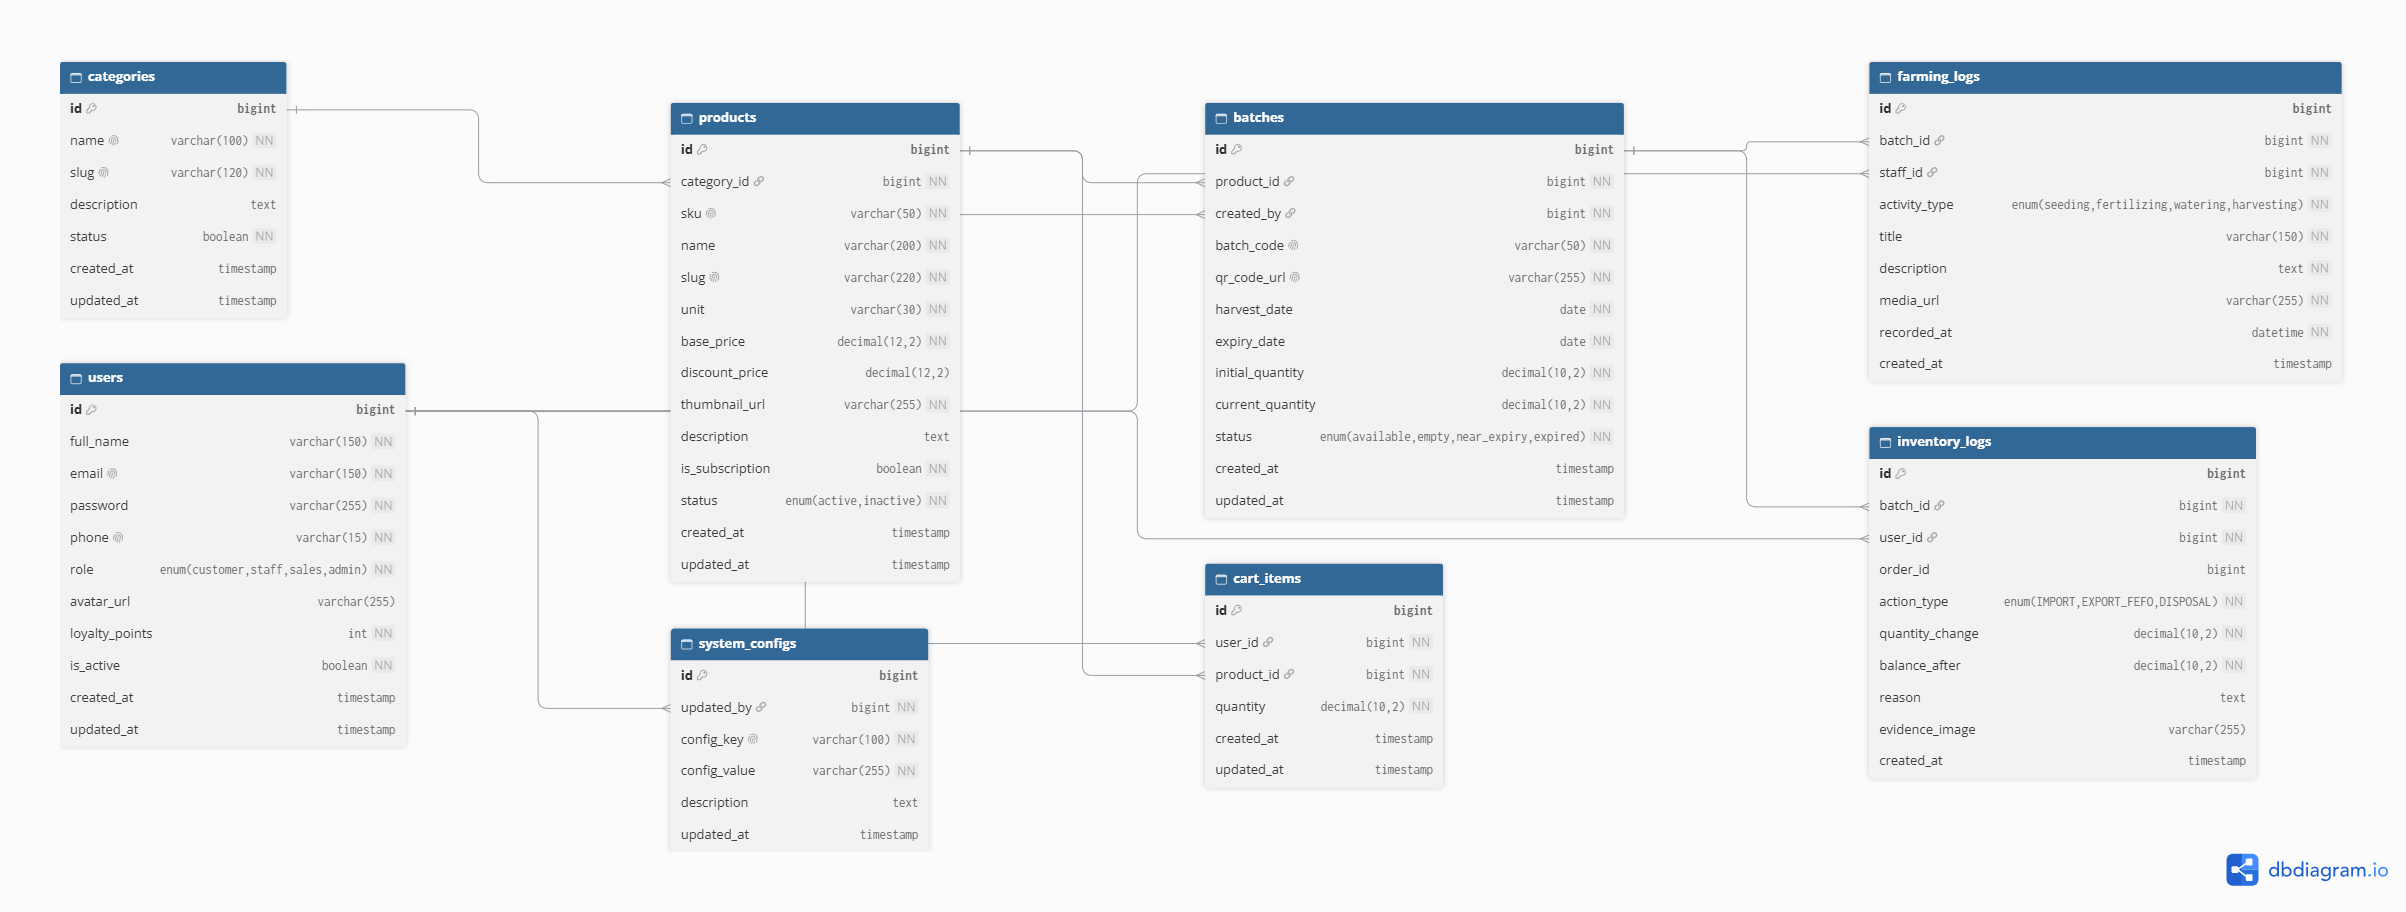 categories
id bigint
name varchar(100) NN
slug varchar(120) NN
description text
status boolean NN
created_at timestamp
updated_at timestamp
users
id bigint
full_name varchar(150) NN
email varchar(150) NN
password varchar(255) NN
phone varchar(15) NN
role enum(customer,staff,sales,admin) NN
avatar_url varchar(255)
loyalty_points int NN
is_active boolean NN
created_at timestamp
updated_at timestamp
products
id bigint
category_id bigint NN
sku varchar(50) NN
name varchar(200) NN
slug varchar(220) NN
unit varchar(30) NN
base_price decimal(12,2) NN
discount_price decimal(12,2)
thumbnail_url varchar(255) NN
description text
is_subscription boolean NN
status enum(active,inactive) NN
created_at timestamp
updated_at timestamp
system_configs
id bigint
updated_by bigint NN
config_key varchar(100) NN
config_value varchar(255) NN
description text
updated_at timestamp
batches
id bigint
product_id bigint NN
created_by bigint NN
batch_code varchar(50) NN
qr_code_url varchar(255) NN
harvest_date date NN
expiry_date date NN
initial_quantity decimal(10,2) NN
current_quantity decimal(10,2) NN
status enum(available,empty,near_expiry,expired) NN
created_at timestamp
updated_at timestamp
cart_items
id bigint
user_id bigint NN
product_id bigint NN
quantity decimal(10,2) NN
created_at timestamp
updated_at timestamp
farming_logs
id bigint
batch_id bigint NN
staff_id bigint NN
activity_type enum(seeding,fertilizing,watering,harvesting) NN
title varchar(150) NN
description text NN
media_url varchar(255) NN
recorded_at datetime NN
created_at timestamp
inventory_logs
id bigint
batch_id bigint NN
user_id bigint NN
order_id bigint
action_type enum(IMPORT,EXPORT_FEFO,DISPOSAL) NN
quantity_change decimal(10,2) NN
balance_after decimal(10,2) NN
reason text
evidence_image varchar(255)
created_at timestamp
dbdiagram.io